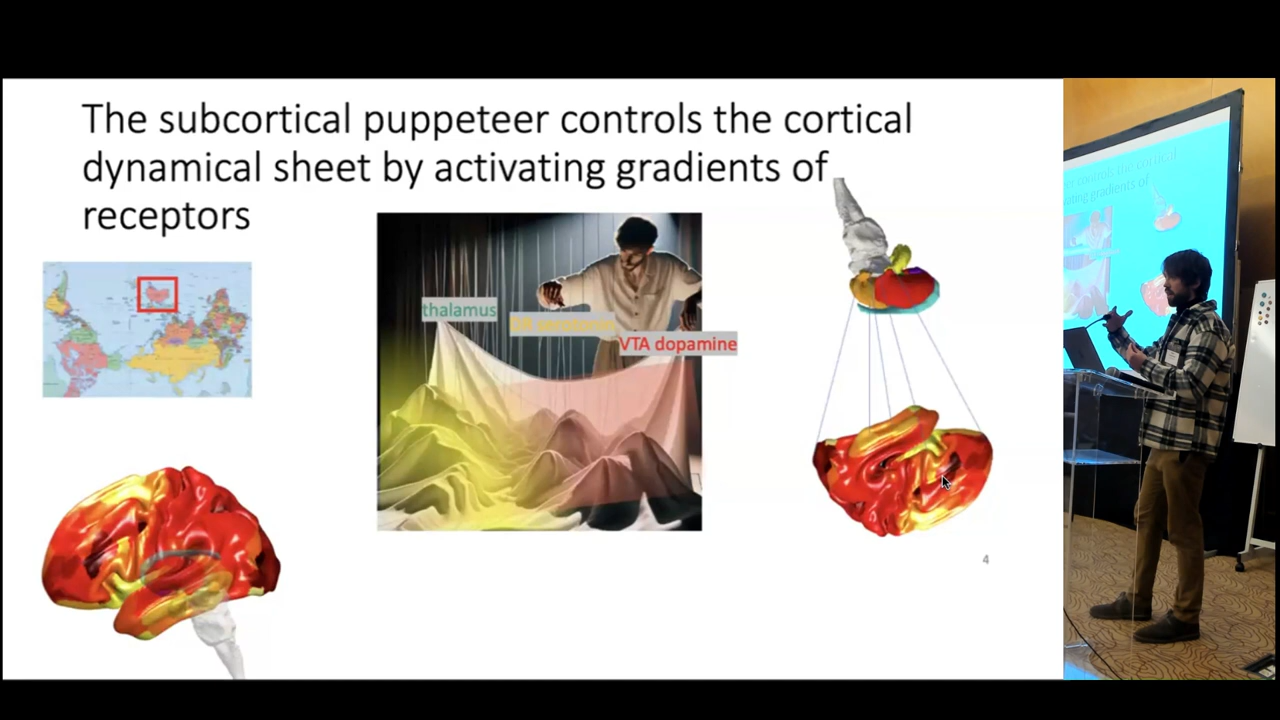 The subcortical puppeteer controls the cortical
dynamical sheet by activating gradients of
receptors
thalamus
VTA dopamine
4